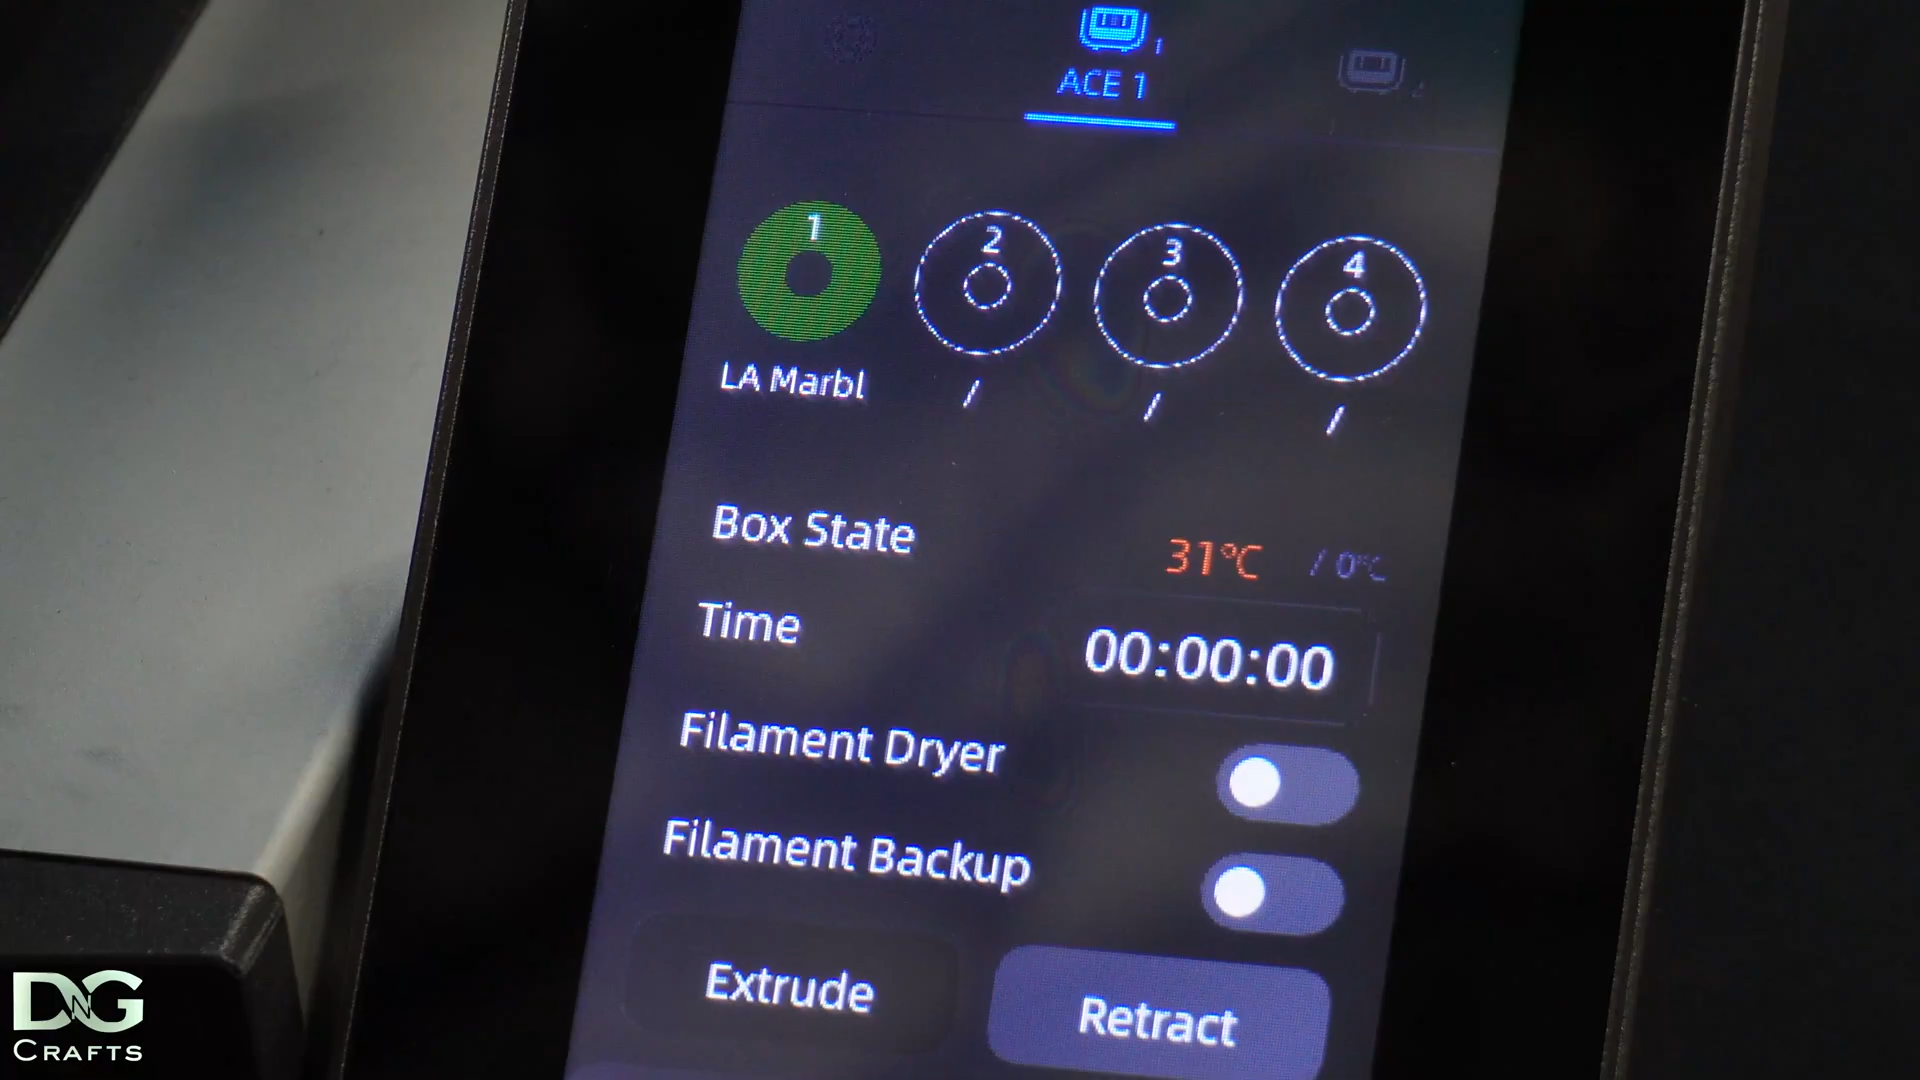 1
ACE 1
1 2 3 4
LA Marbl / / /
Box State 31°C / 0°C
Time 00:00:00
Filament Dryer
Filament Backup
Extrude Retract
DNG
CRAFTS